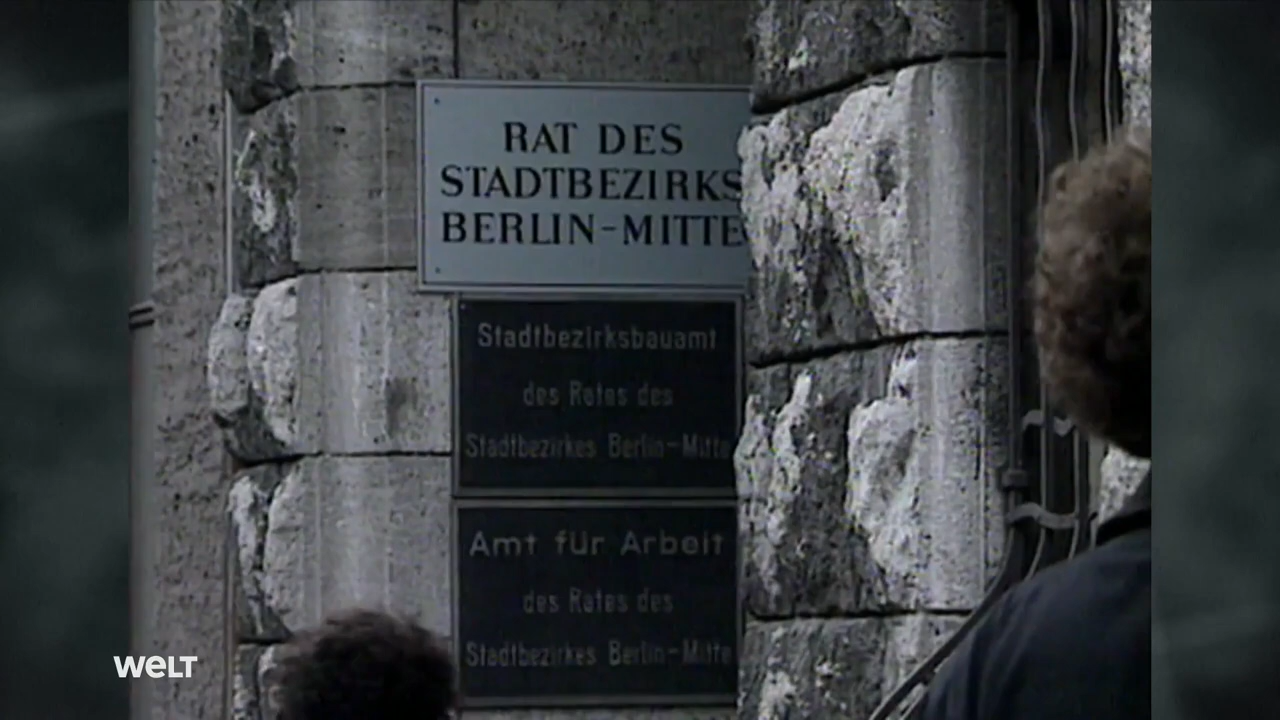 RAT DES
STADTBEZIRKS
BERLIN-MITTE
Stadtbezirksbauamt
des Rates des
Stadtbezirkes Berlin-Mitte
Amt für Arbeit
des Rates des
Stadtbezirkes Berlin-Mitte
welt